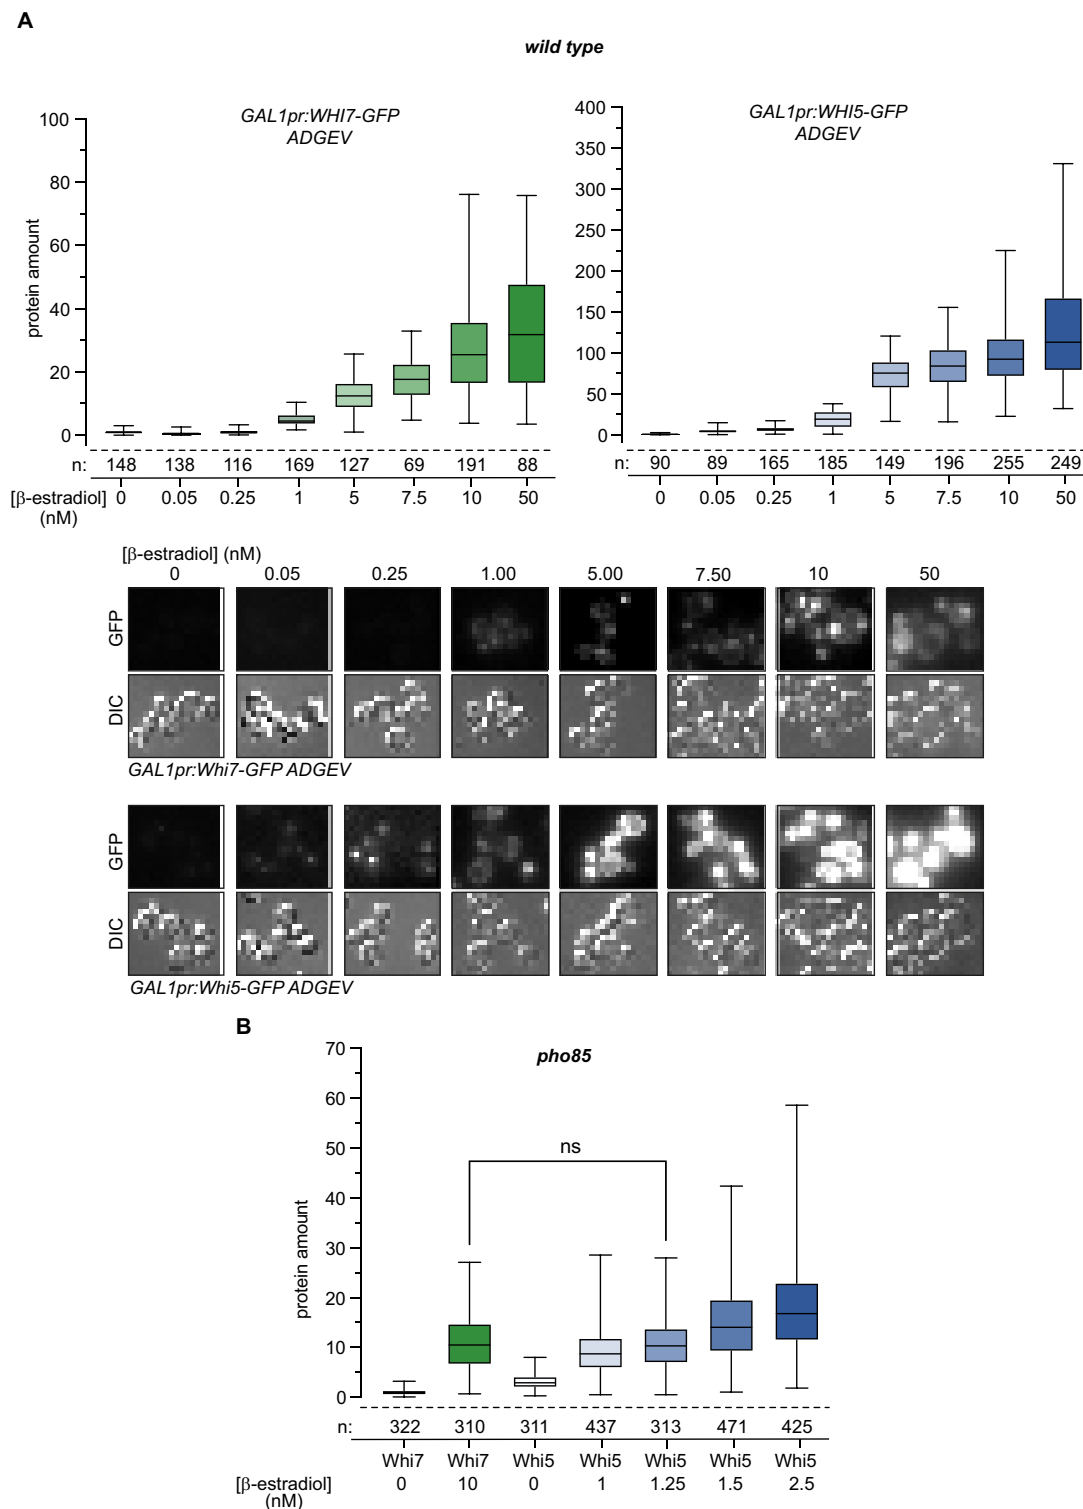 A
wild type
GAL1pr:WHI7-GFP
ADGEV
100
80
60
40
20
0
protein amount
n: 148 138 116 169 127 69 191 88
[β-estradiol] 0 0.05 0.25 1 5 7.5 10 50
(nM)
GAL1pr:WHI5-GFP
ADGEV
400
350
300
250
200
150
100
50
0
n: 90 89 165 185 149 196 255 249
0 0.05 0.25 1 5 7.5 10 50
[β-estradiol] (nM)
0 0.05 0.25 1.00 5.00 7.50 10 50
GFP
DIC
GAL1pr:Whi7-GFP ADGEV
GFP
DIC
GAL1pr:Whi5-GFP ADGEV
B
pho85
70
60
50
40
30
20
10
0
protein amount
ns
n: 322 310 311 437 313 471 425
Whi7 Whi7 Whi5 Whi5 Whi5 Whi5 Whi5
[β-estradiol] 0 10 0 1 1.25 1.5 2.5
(nM)